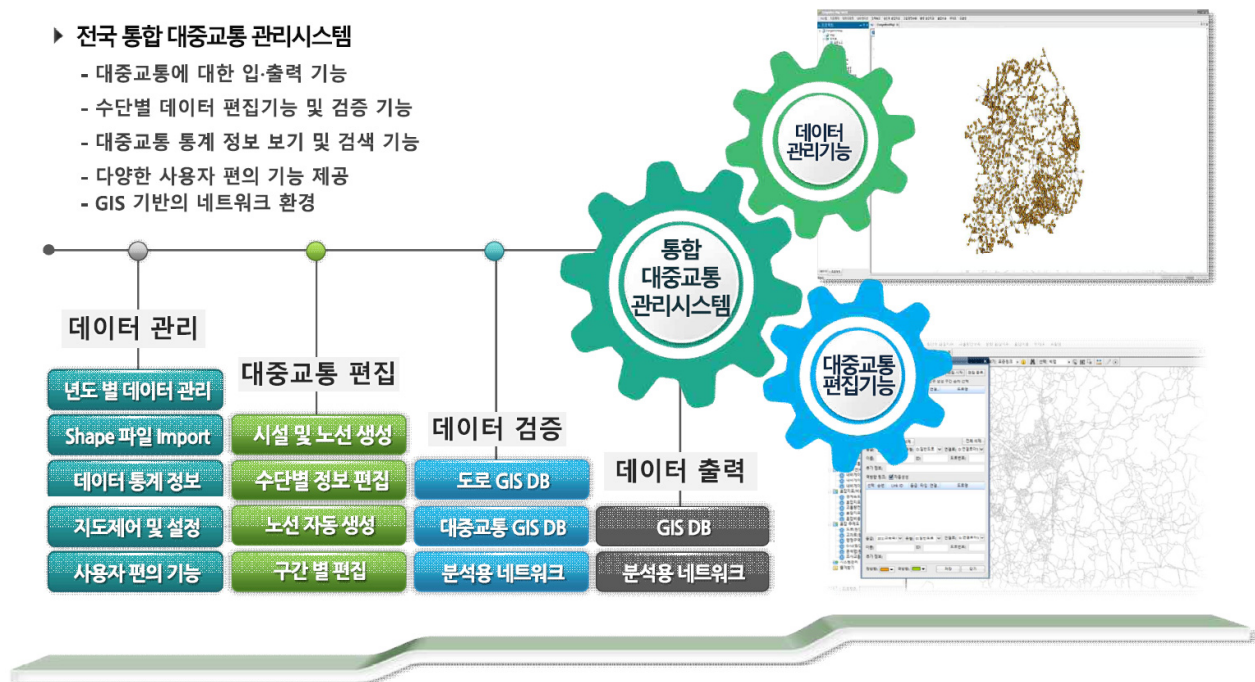 ▶ 전국 통합 대중교통 관리시스템
- 대중교통에 대한 입·출력 기능
- 수단별 데이터 편집기능 및 검증 기능
- 대중교통 통계 정보 보기 및 검색 기능
- 다양한 사용자 편의 기능 제공
- GIS 기반의 네트워크 환경
데이터
관리기능
통합
대중교통
관리시스템
대중교통
편집기능
데이터 관리
년도 별 데이터 관리
Shape 파일 Import
데이터 통계 정보
지도제어 및 설정
사용자 편의 기능
대중교통 편집
시설 및 노선 생성
수단별 정보 편집
노선 자동 생성
구간 별 편집
데이터 검증
도로 GIS DB
대중교통 GIS DB
분석용 네트워크
데이터 출력
GIS DB
분석용 네트워크